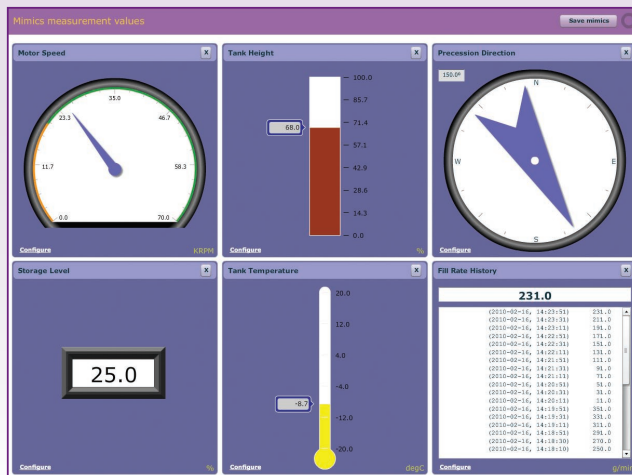 Mimics measurement values
Save mimics
Motor Speed
X
0.0
11.7
23.3
35.0
46.7
58.3
70.0
Configure
KRPM
Tank Height
X
68.0
100.0
85.7
71.4
57.1
42.9
28.6
14.3
0.0
Configure
%
Precession Direction
X
150.0º
N
W
E
S
Configure
Storage Level
X
25.0
Configure
%
Tank Temperature
X
20.0
12.0
4.0
-4.0
-8.7
-12.0
-20.0
Configure
degC
Fill Rate History
X
231.0
(2010-02-16, 14:23:51) 231.0
(2010-02-16, 14:23:31) 211.0
(2010-02-16, 14:23:11) 191.0
(2010-02-16, 14:22:51) 171.0
(2010-02-16, 14:22:31) 151.0
(2010-02-16, 14:22:11) 131.0
(2010-02-16, 14:21:51) 111.0
(2010-02-16, 14:21:31) 91.0
(2010-02-16, 14:21:11) 71.0
(2010-02-16, 14:20:51) 51.0
(2010-02-16, 14:20:31) 31.0
(2010-02-16, 14:20:11) 11.0
(2010-02-16, 14:19:51) 351.0
(2010-02-16, 14:19:31) 331.0
(2010-02-16, 14:19:11) 311.0
(2010-02-16, 14:18:51) 291.0
(2010-02-16, 14:18:30) 270.0
(2010-02-16, 14:18:10) 250.0
Configure
g/min